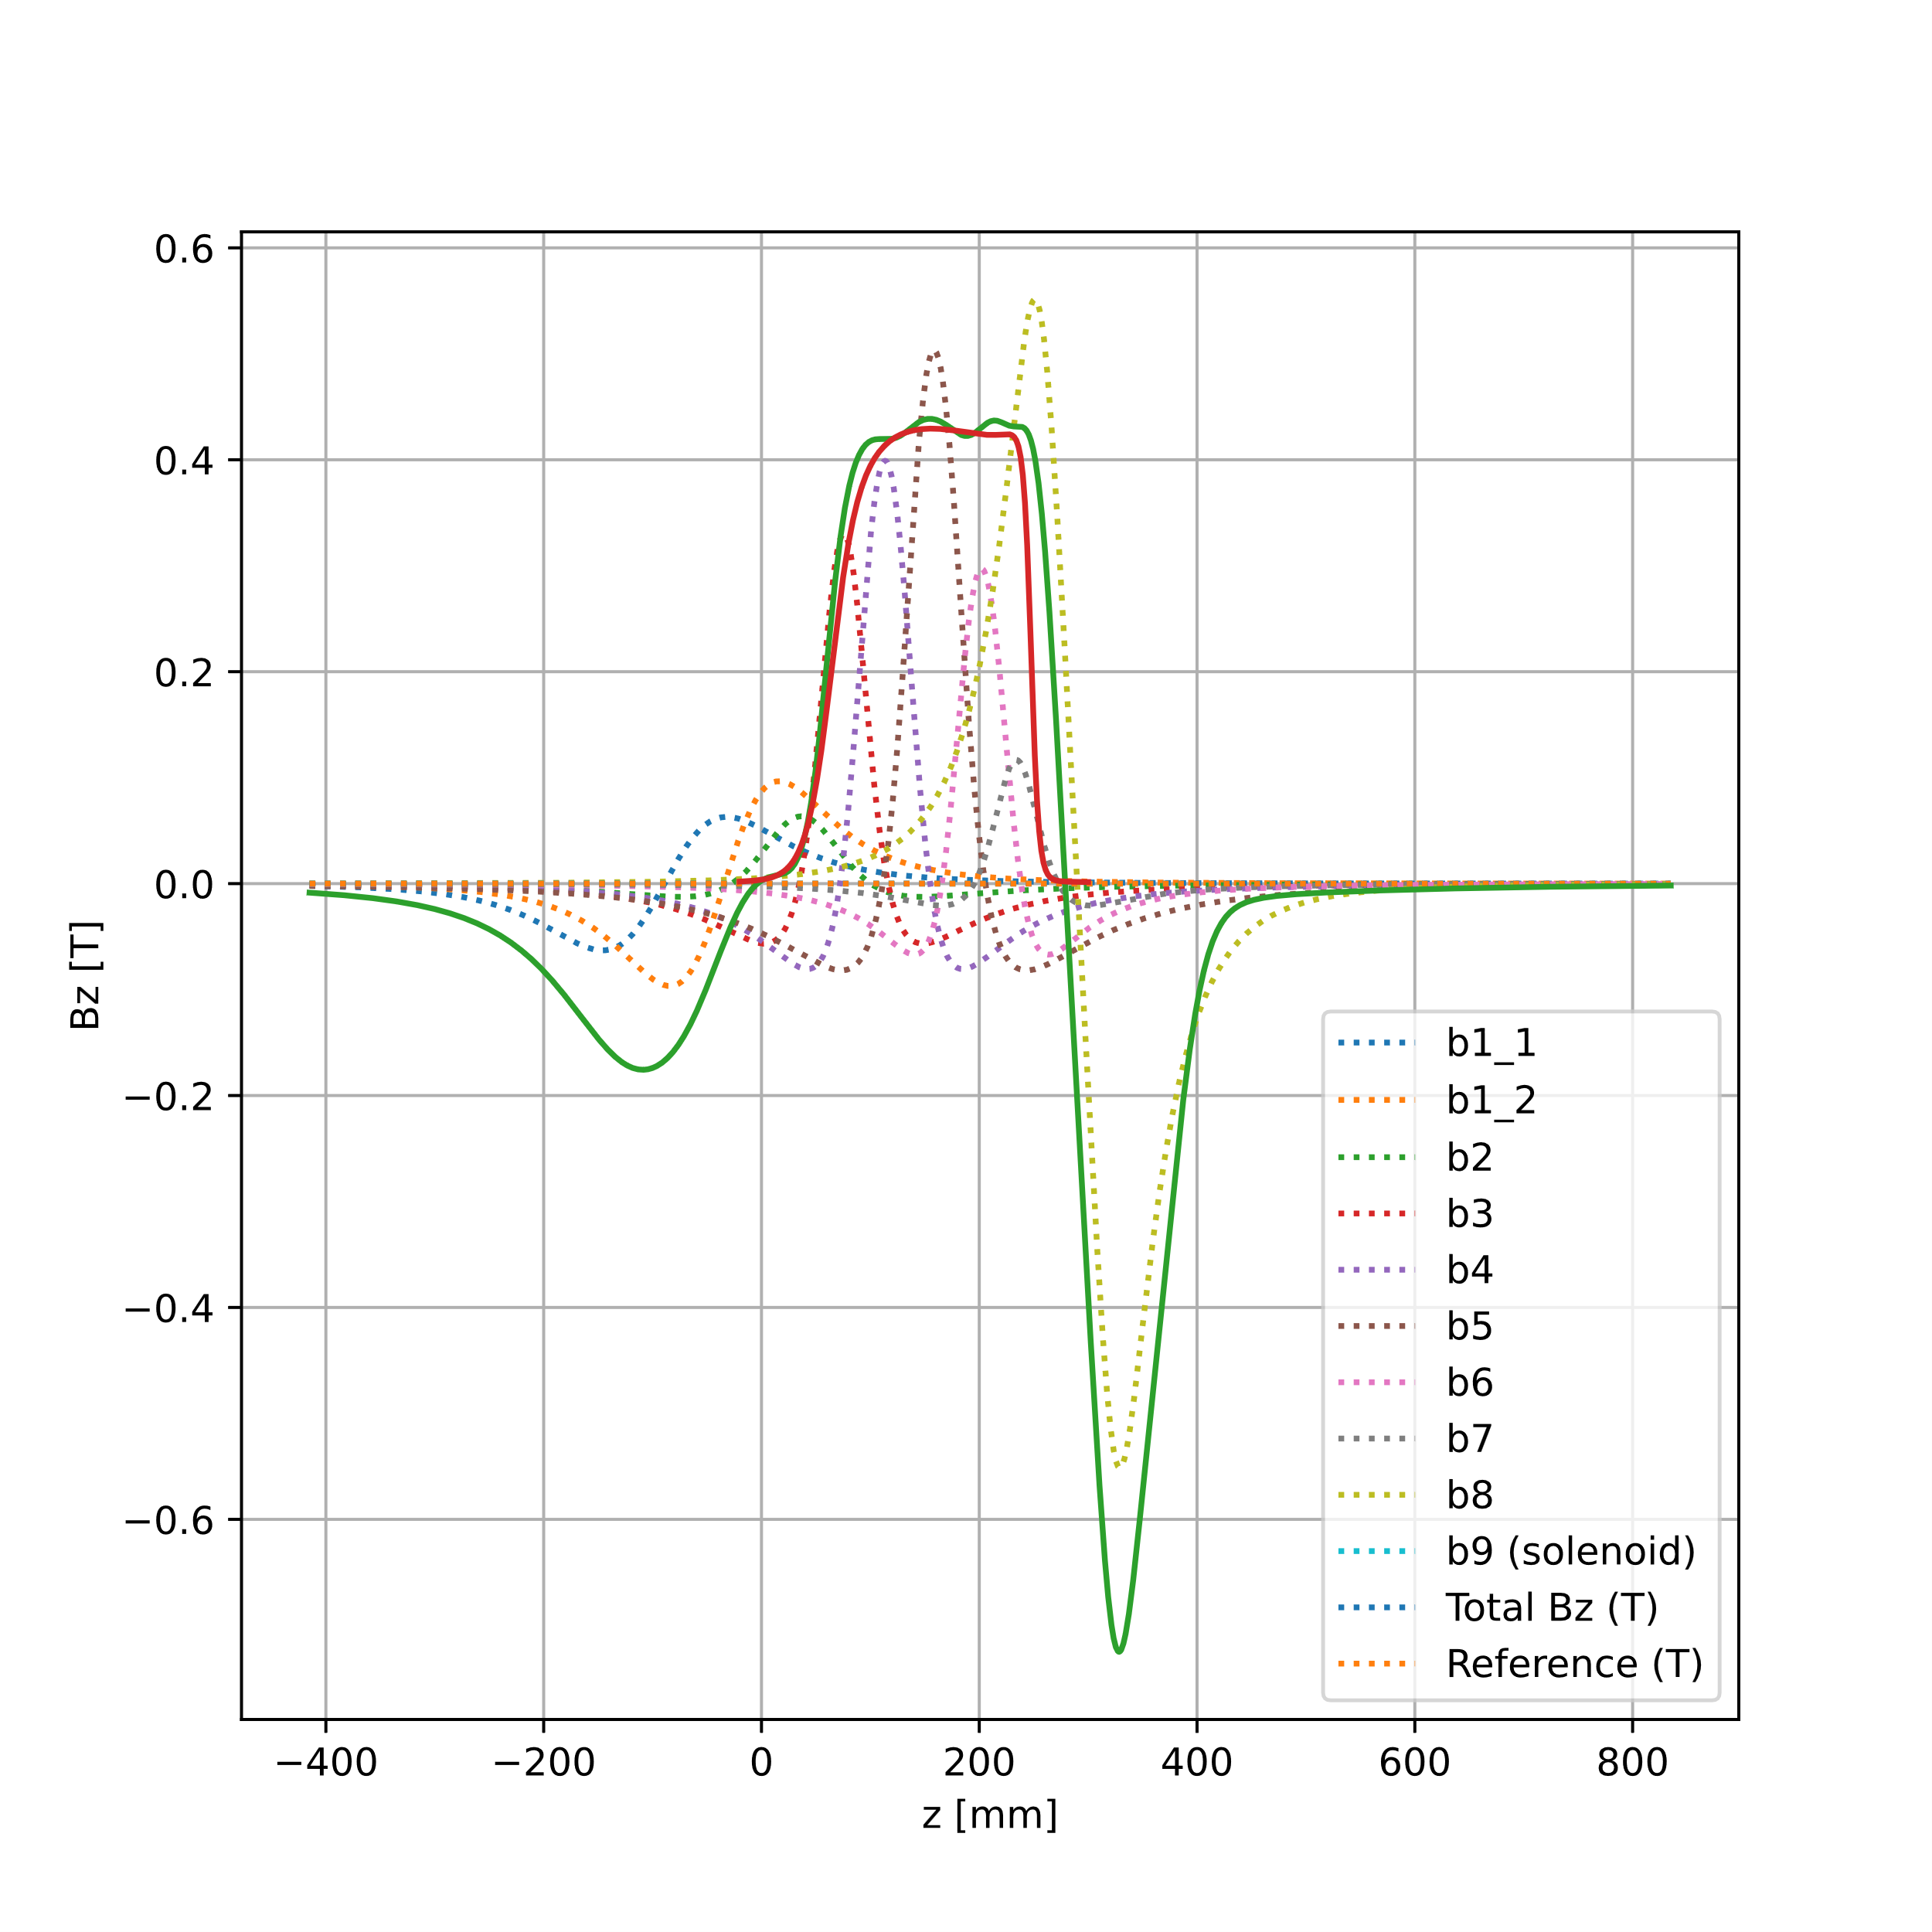 0.6
0.4
0.2
0.0
−0.2
−0.4
−0.6
Bz [T]
−400 −200 0 200 400 600 800
z [mm]
b1_1
b1_2
b2
b3
b4
b5
b6
b7
b8
b9 (solenoid)
Total Bz (T)
Reference (T)